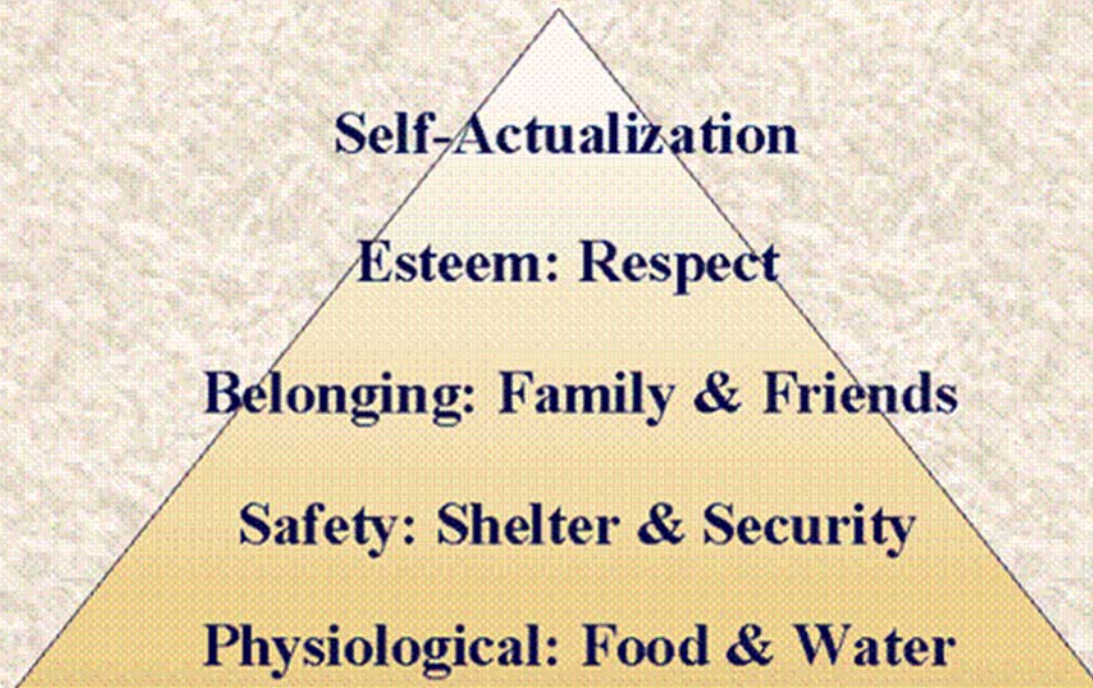 Self-Actualization
Esteem: Respect
Belonging: Family & Friends
Safety: Shelter & Security
Physiological: Food & Water